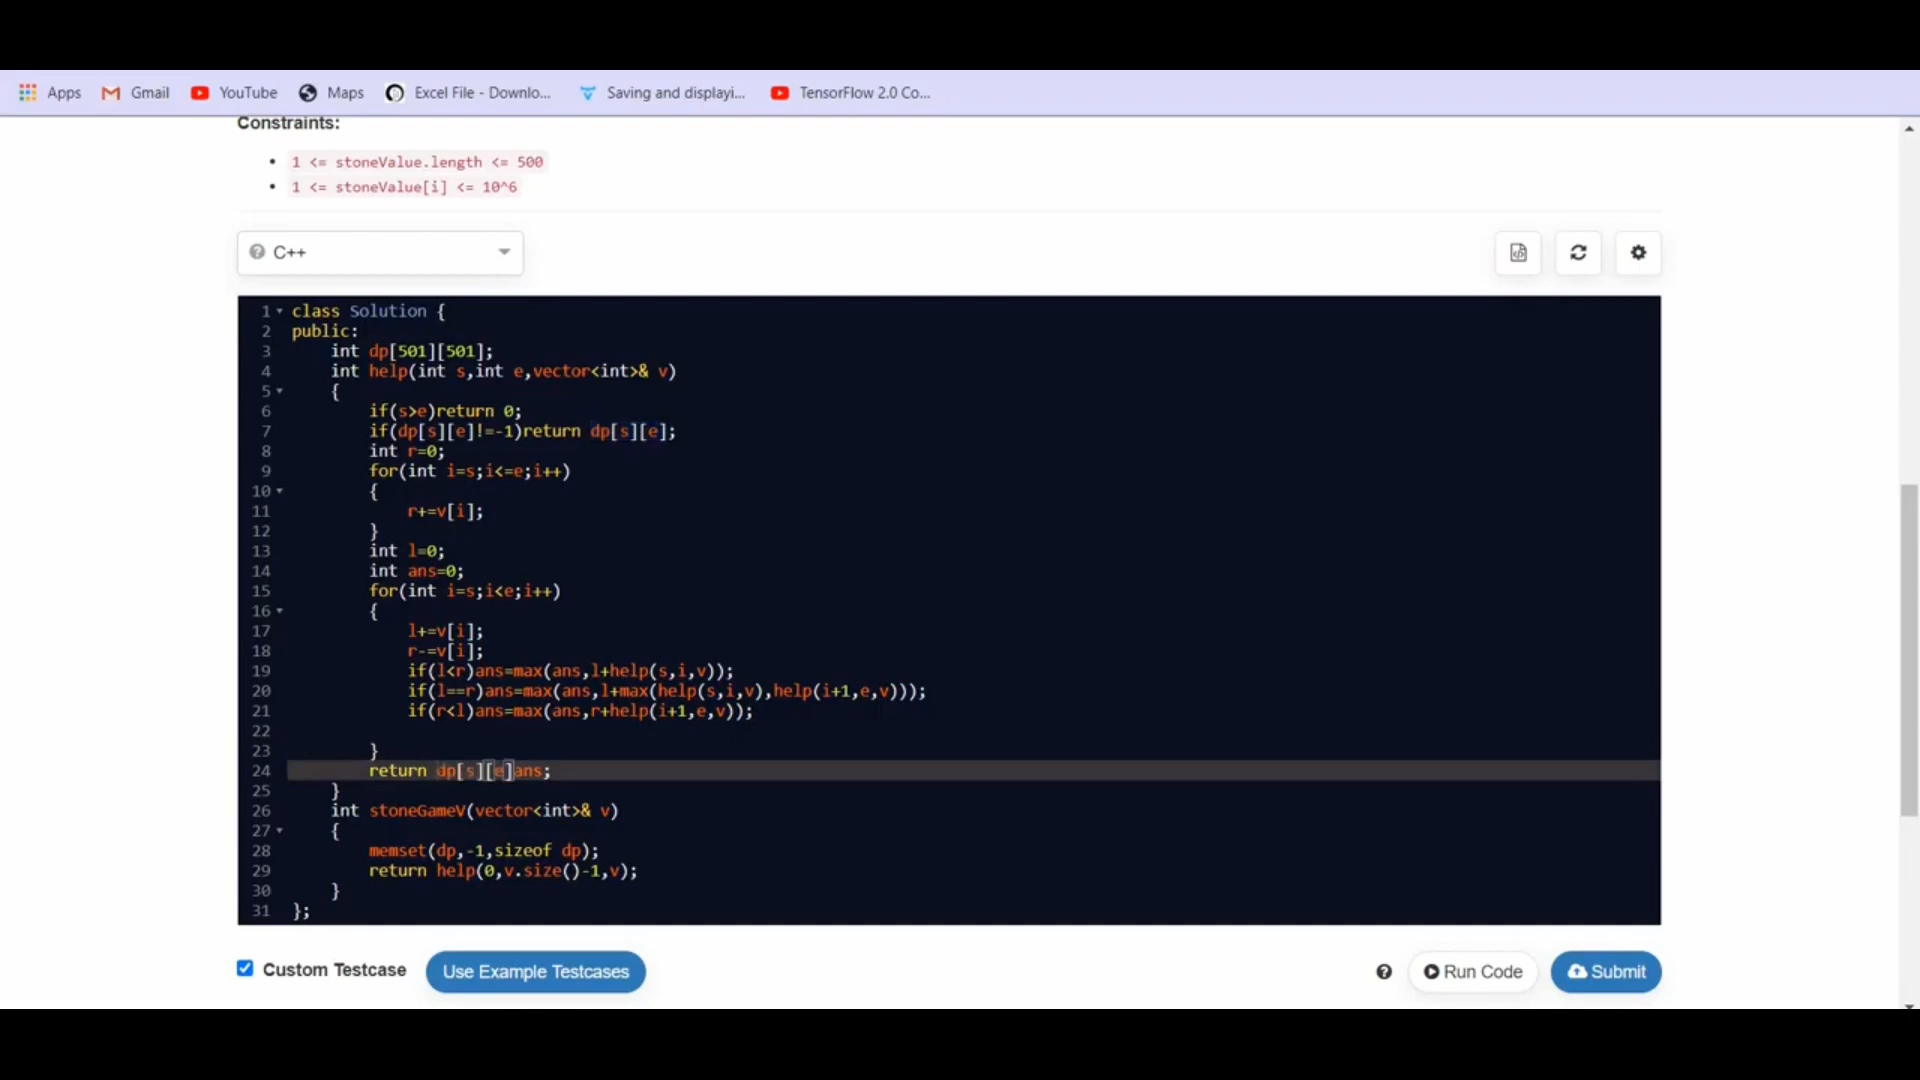 Apps Gmail YouTube Maps Excel File - Downlo... Saving and displayi... TensorFlow 2.0 Co...
Constraints:
• 1 <= stoneValue.length <= 500
• 1 <= stoneValue[i] <= 10^6
C++
1 class Solution {
2 public:
3 int dp[501][501];
4 int help(int s,int e,vector<int>& v)
5 {
6 if(s>e)return 0;
7 if(dp[s][e]!=-1)return dp[s][e];
8 int r=0;
9 for(int i=s;i<=e;i++)
10 {
11 r+=v[i];
12 }
13 int l=0;
14 int ans=0;
15 for(int i=s;i<e;i++)
16 {
17 l+=v[i];
18 r-=v[i];
19 if(l<r)ans=max(ans,l+help(s,i,v));
20 if(l==r)ans=max(ans,l+max(help(s,i,v),help(i+1,e,v)));
21 if(r<l)ans=max(ans,r+help(i+1,e,v));
22
23 }
24 return dp[s][e]ans;
25 }
26 int stoneGameV(vector<int>& v)
27 {
28 memset(dp,-1,sizeof dp);
29 return help(0,v.size()-1,v);
30 }
31 };
Custom Testcase Use Example Testcases Run Code Submit